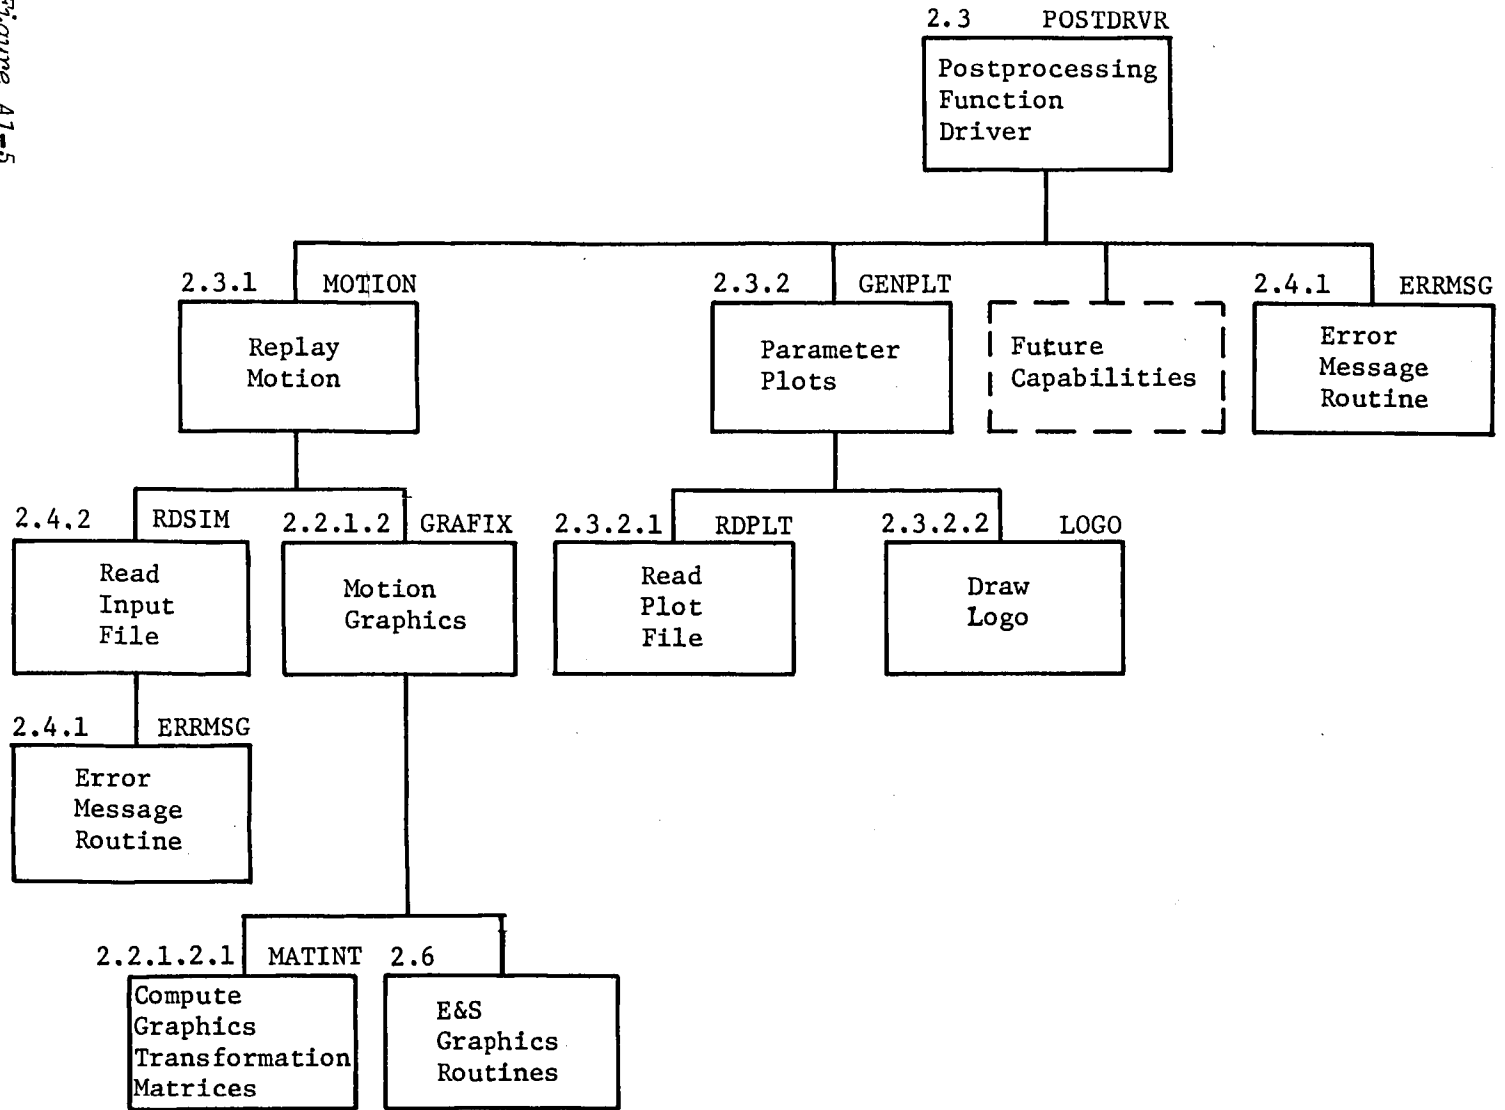 Figure A1-5
2.3 POSTDRVR
Postprocessing
Function
Driver
2.3.1 MOTION
Replay
Motion
2.3.2 GENPLT
Parameter
Plots
Future
Capabilities
2.4.1 ERRMSG
Error
Message
Routine
2.4.2 RDSIM
Read
Input
File
2.2.1.2 GRAFIX
Motion
Graphics
2.3.2.1 RDPLT
Read
Plot
File
2.3.2.2 LOGO
Draw
Logo
2.4.1 ERRMSG
Error
Message
Routine
2.2.1.2.1 MATINT
Compute
Graphics
Transformation
Matrices
2.6
E&S
Graphics
Routines